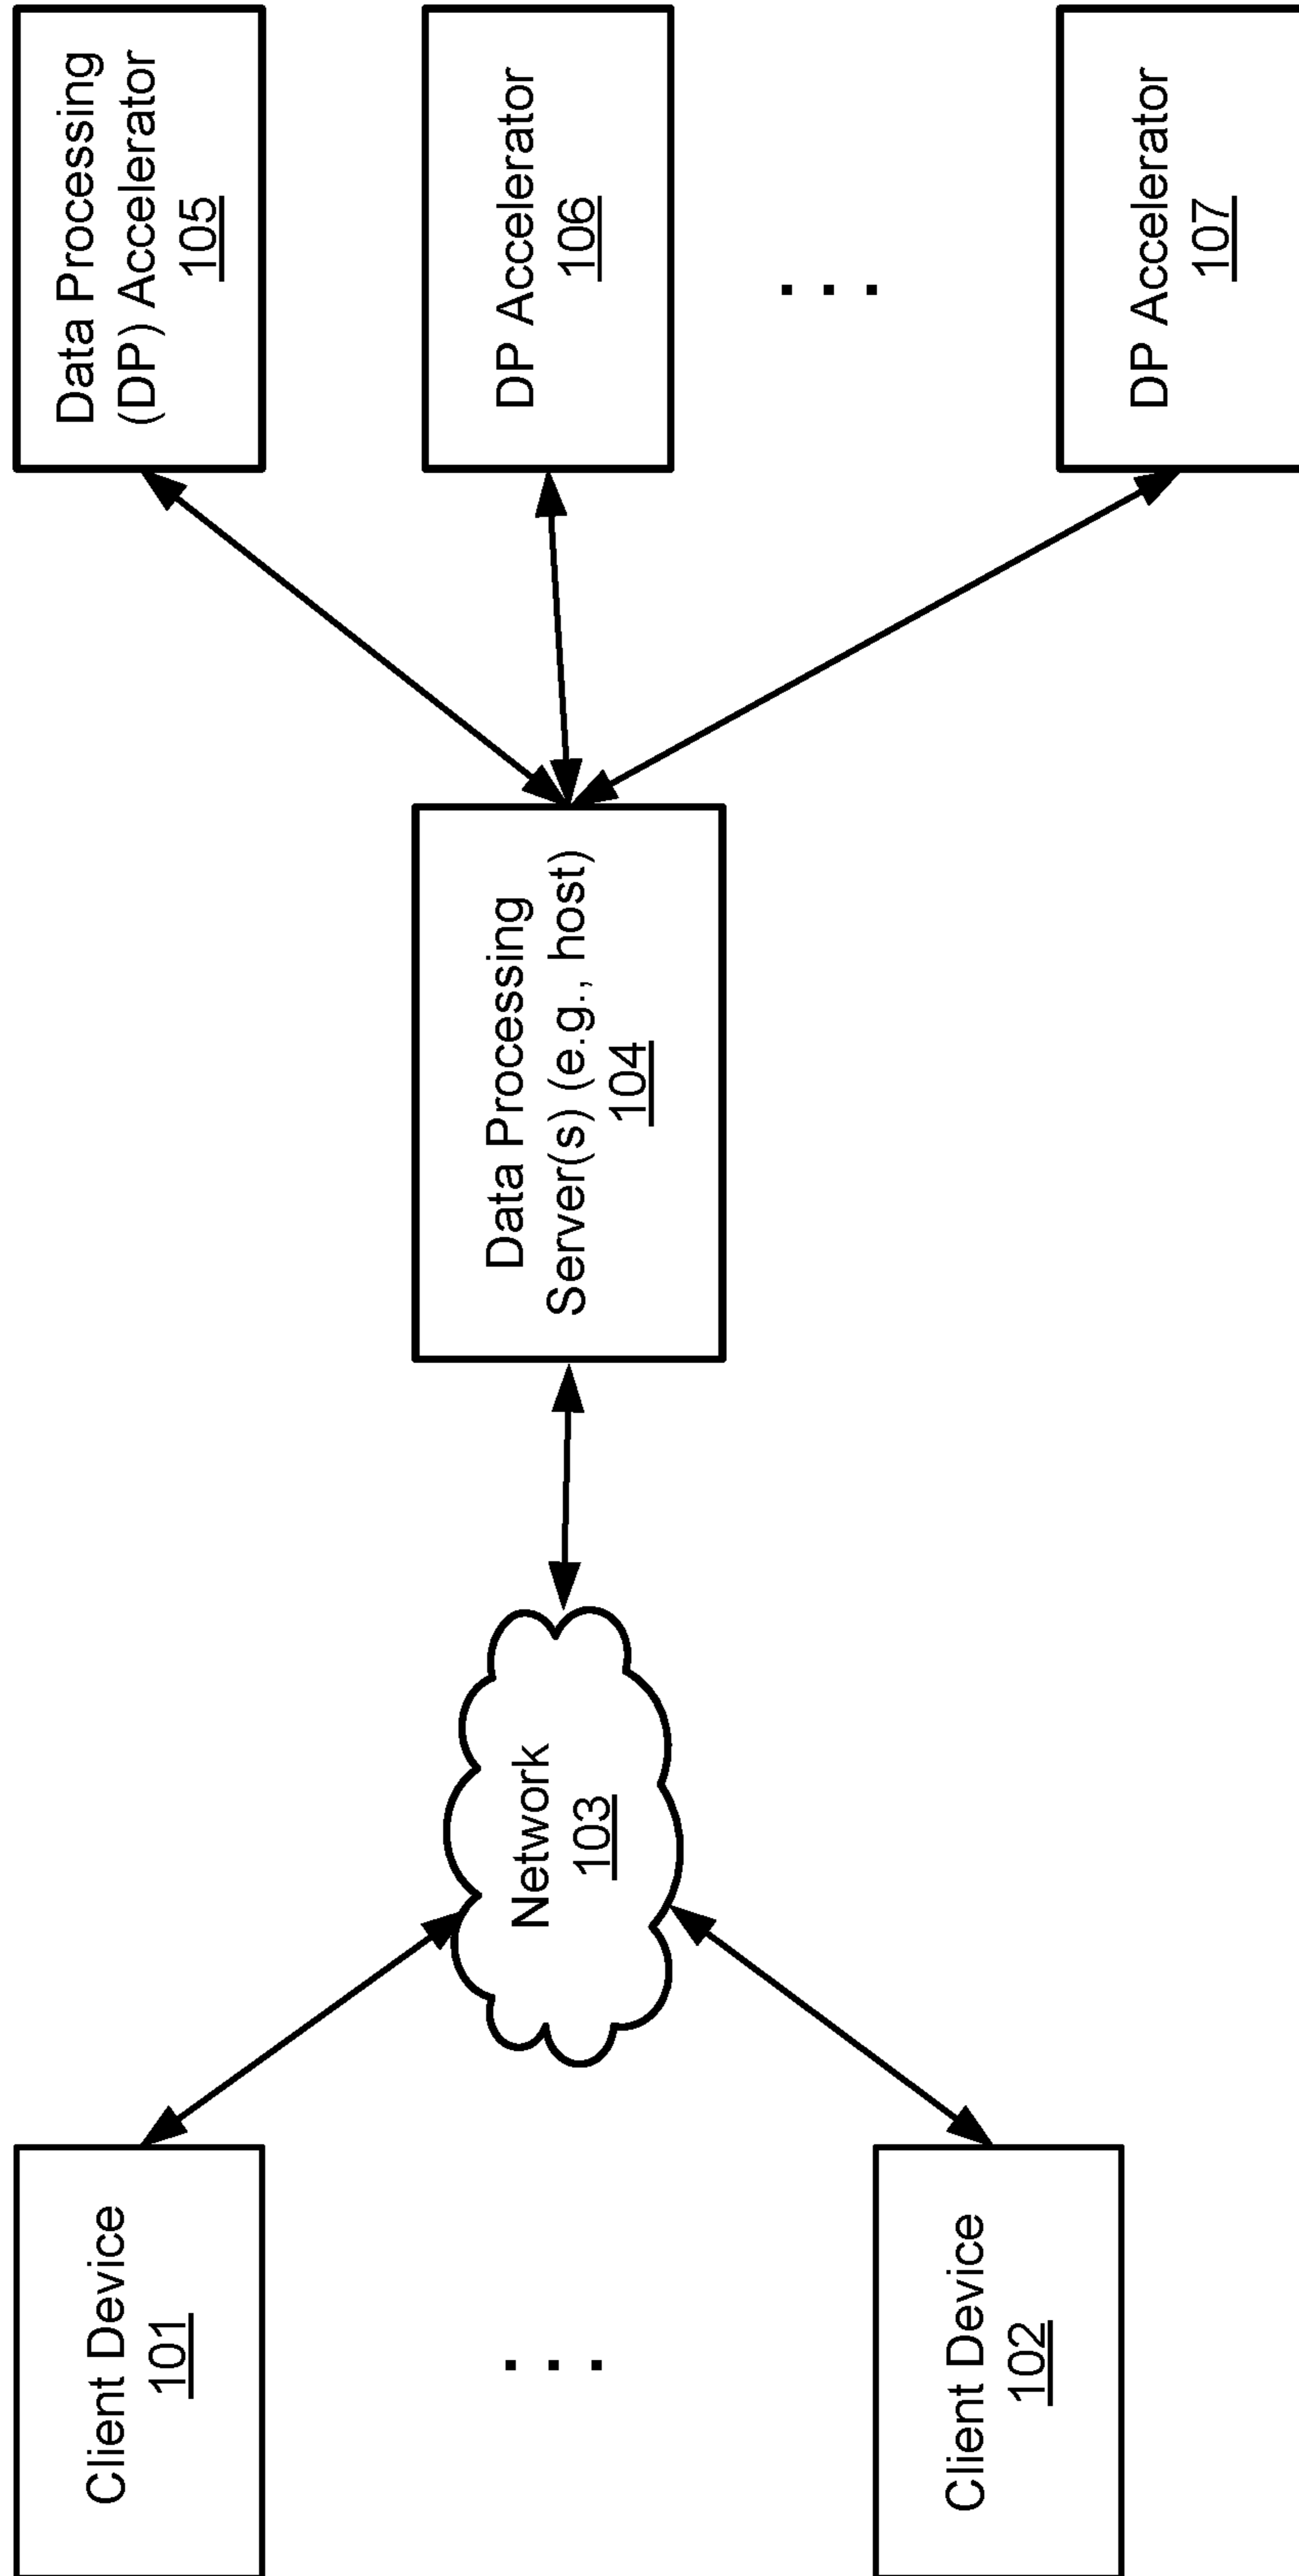 Client Device
101
. . .
Client Device
102
Network
103
Data Processing
Server(s) (e.g., host)
104
Data Processing
(DP) Accelerator
105
DP Accelerator
106
. . .
DP Accelerator
107